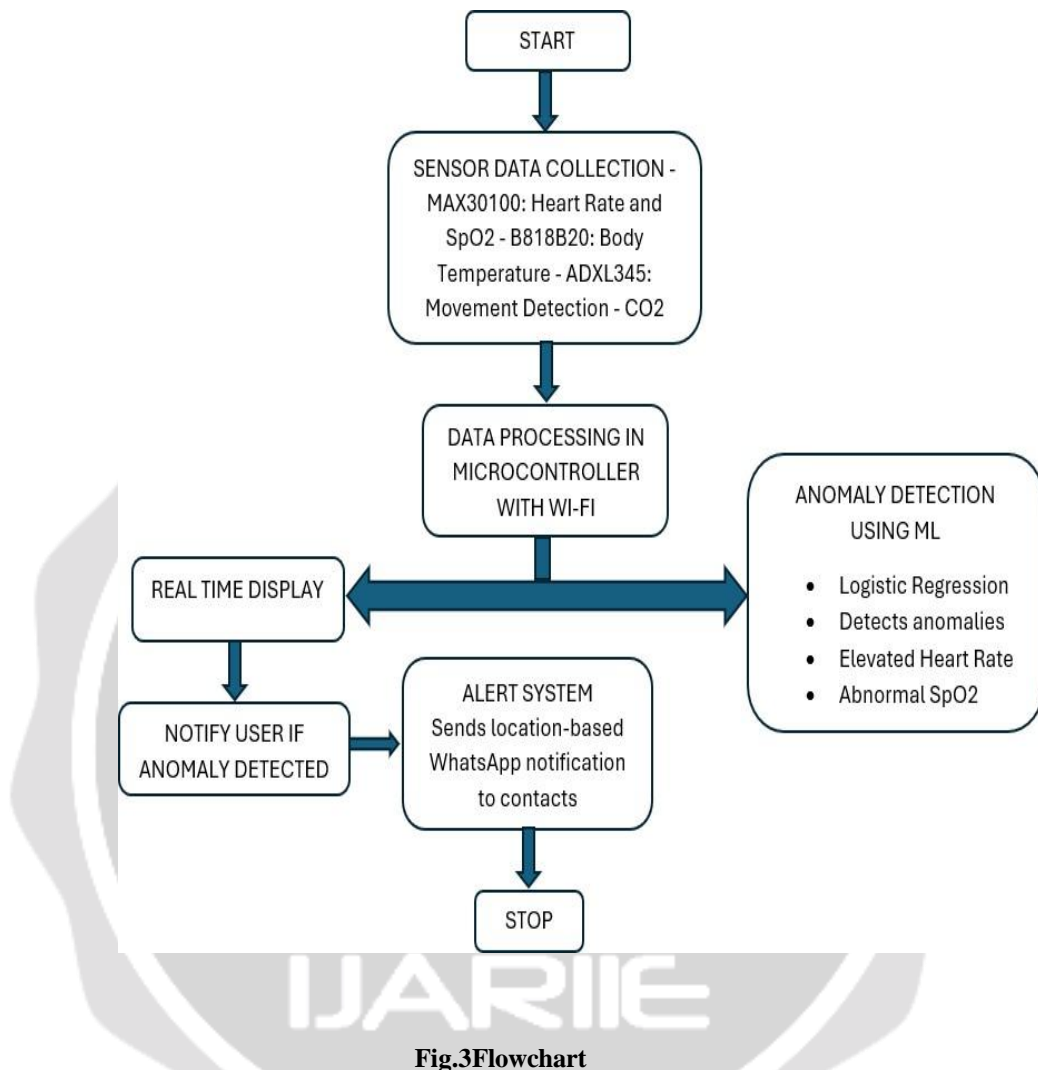 START
SENSOR DATA COLLECTION -
MAX30100: Heart Rate and
SpO2 - B818B20: Body
Temperature - ADXL345:
Movement Detection - CO2
DATA PROCESSING IN
MICROCONTROLLER
WITH WI-FI
ANOMALY DETECTION
USING ML
• Logistic Regression
• Detects anomalies
• Elevated Heart Rate
• Abnormal SpO2
REAL TIME DISPLAY
NOTIFY USER IF
ANOMALY DETECTED
ALERT SYSTEM
Sends location-based
WhatsApp notification
to contacts
STOP
IJARIIE
Fig.3Flowchart